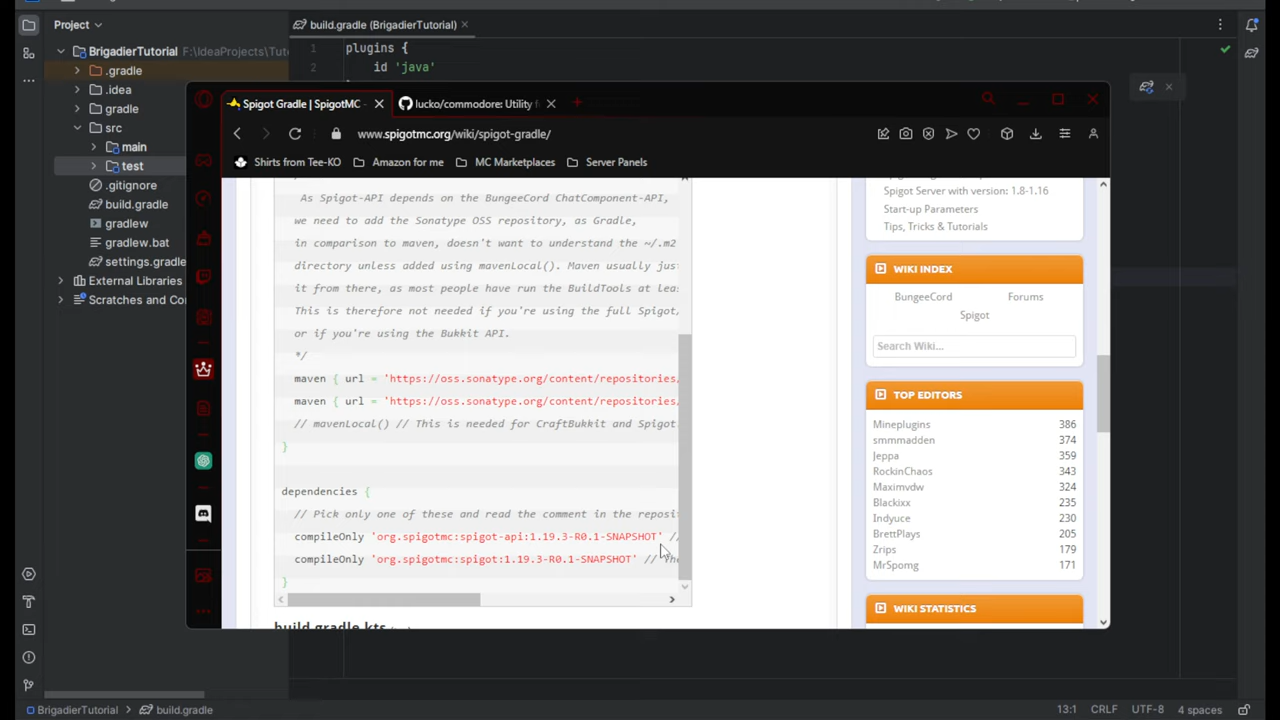 Project
build.gradle (BrigadierTutorial)
BrigadierTutorial F:\IdeaProjects\Tut
1 plugins {
2 id 'java'
.gradle
.idea
gradle
src
main
test
.gitignore
build.gradle
gradlew
gradlew.bat
settings.gradle
External Libraries
Scratches and Co
Spigot Gradle | SpigotMC -
lucko/commodore: Utility f
www.spigotmc.org/wiki/spigot-gradle/
Shirts from Tee-KO
Amazon for me
MC Marketplaces
Server Panels
As Spigot-API depends on the BungeeCord ChatComponent-API,
we need to add the Sonatype OSS repository, as Gradle,
in comparison to maven, doesn't want to understand the ~/.m2
directory unless added using mavenLocal(). Maven usually jus
it from there, as most people have run the BuildTools at lea
This is therefore not needed if you're using the full Spigot,
or if you're using the Bukkit API.
*/
maven { url = 'https://oss.sonatype.org/content/repositories/
maven { url = 'https://oss.sonatype.org/content/repositories/
// mavenLocal() // This is needed for CraftBukkit and Spigot
}
dependencies {
// Pick only one of these and read the comment in the reposit
compileOnly 'org.spigotmc:spigot-api:1.19.3-R0.1-SNAPSHOT' //
compileOnly 'org.spigotmc:spigot:1.19.3-R0.1-SNAPSHOT' // The
}
build.gradle.kts
Spigot Server with version: 1.8-1.16
Start-up Parameters
Tips, Tricks & Tutorials
WIKI INDEX
BungeeCord Forums
Spigot
Search Wiki...
TOP EDITORS
Mineplugins 386
smmmadden 374
Jeppa 359
RockinChaos 343
Maximvdw 324
Blackixx 235
Indyuce 230
BrettPlays 205
Zrips 179
MrSpomg 171
WIKI STATISTICS
BrigadierTutorial > build.gradle
13:1 CRLF UTF-8 4 spaces